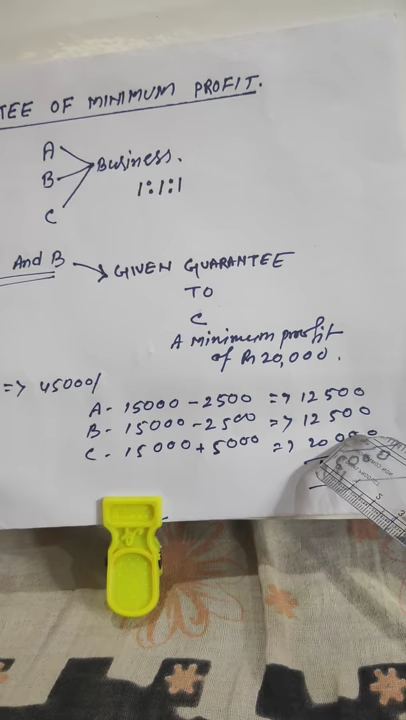 TEE OF MINIMUM PROFIT.
A
B
C
Business.
1:1:1
And B → GIVEN GUARANTEE
TO
C
A minimum profit
of Rs 20,000.
=> 45000/
A - 15000 - 2500 => 12500
B - 15000 - 2500 => 12500
C - 15000 + 5000 => 20000